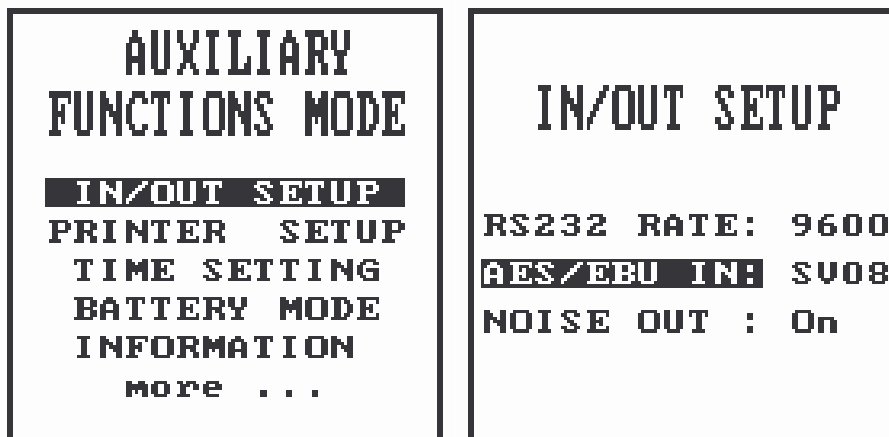 AUXILIARY
FUNCTIONS MODE
IN/OUT SETUP
PRINTER SETUP
TIME SETTING
BATTERY MODE
INFORMATION
more ...
IN/OUT SETUP
RS232 RATE: 9600
AES/EBU IN: SV08
NOISE OUT : On